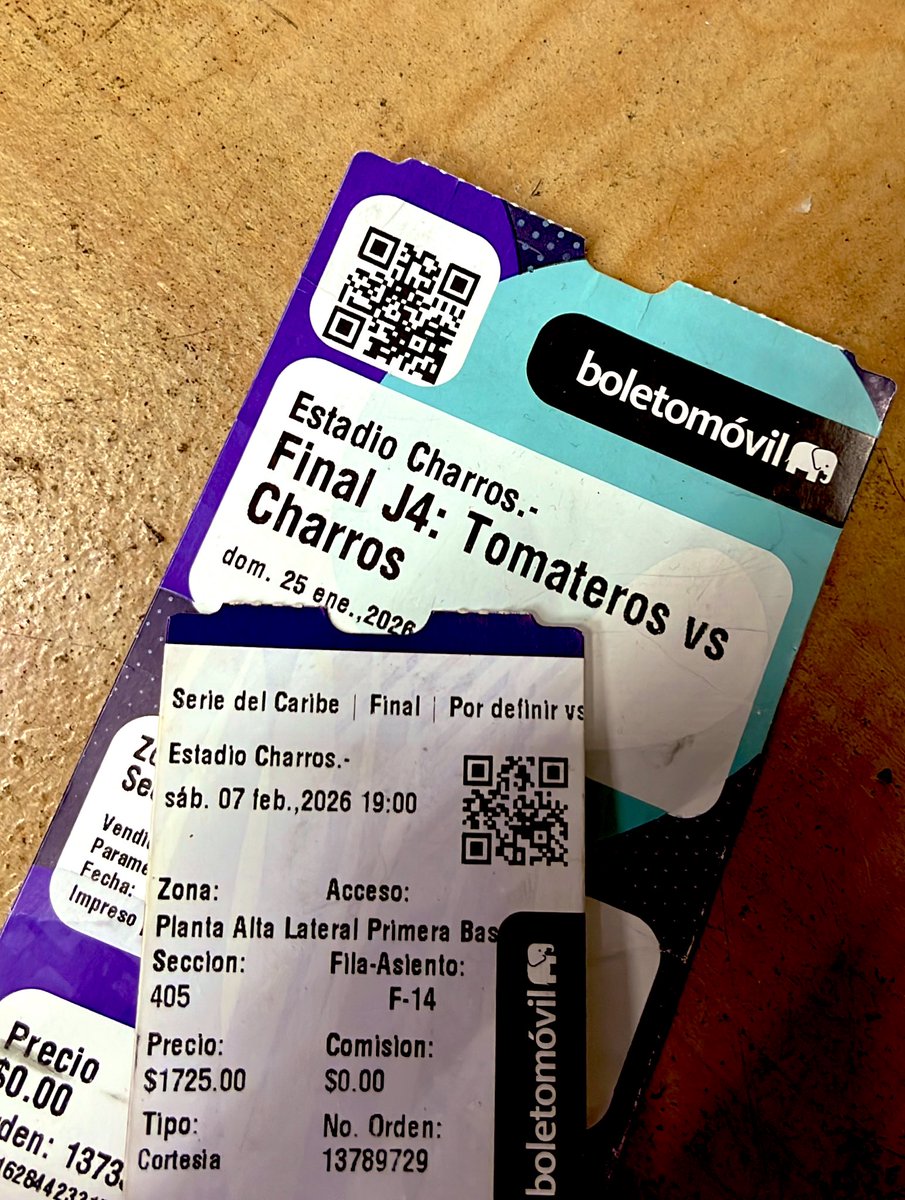 boletomóvil
Estadio Charros.-
Final J4: Tomateros vs
Charros
dom. 25 ene.,2026
Precio
$0.00
Fecha:
Impreso
Serie del Caribe | Final | Por definir vs
Estadio Charros.-
sáb. 07 feb.,2026 19:00
Zona: Acceso:
Planta Alta Lateral Primera Bas
Seccion: Fila-Asiento:
405 F-14
Precio: Comision:
$1725.00 $0.00
Tipo: No. Orden:
Cortesia 13789729
boletomóvil